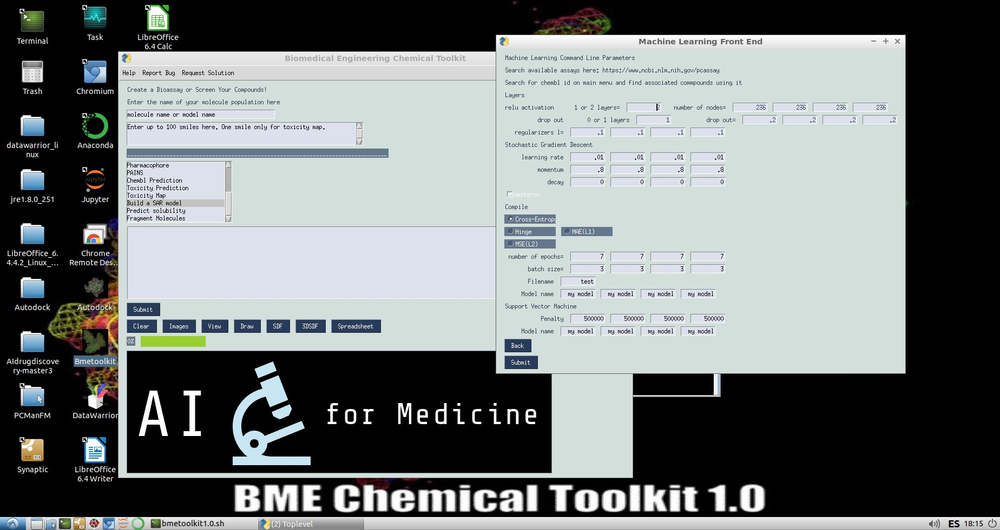 Terminal
Task
LibreOffice
6.4 Calc
Trash
Chromium
datawarrior_li
nux
Anaconda
jre1.8.0_251
jupyter
Jupyter
LibreOffice_6.
4.4.2_Linux_...
Chrome
Remote Des...
Autodock
Autodock
AIdrugdiscove
ry-master3
Bmetoolkit
PCManFM
DataWarrior
Synaptic
LibreOffice
6.4 Writer
Biomedical Engineering Chemical Toolkit
Help Report Bug Request Solution
Create a Bioassay or Screen Your Compounds!
Enter the name of your molecule population here
molecule name or model name
Enter up to 100 smiles here. One smile only for toxicity map.
Pharmacophore
PAINS
Chembl Prediction
Toxicity Prediction
Toxicity Map
Build a SAR model
Predict solubility
Fragment Molecules
Submit
Clear Images View Draw SDF 3DSDF Spreadsheet
0%
AI for Medicine
Machine Learning Front End
Machine Learning Command Line Parameters
Search available assays here: https://www.ncbi.nlm.nih.gov/pcassay
Search for chembl id on main menu and find associated commpounds using it
Layers
relu activation 1 or 2 layers= 2 number of nodes= 236 236 236 236
drop out 0 or 1 layers 1 drop out= .2 .2 .2 .2
regularizers l= .1 .1 .1 .1
Stochastic Gradient Descent
learning rate .01 .01 .01 .01
momentum .8 .8 .8 .8
decay 0 0 0 0
nesterov
Compile
Cross-Entropy
Hinge MAE(L1)
MSE(L2)
number of epochs= 7 7 7 7
batch size= 3 3 3 3
Filename test
Model name my model my model my model my model
Support Vector Machine
Penalty 500000 500000 500000 500000
Model name my model my model my model my model
Back
Submit
BME Chemical Toolkit 1.0
jupyter
bmetoolkit1.0.sh
(2) Toplevel
ES 18:15